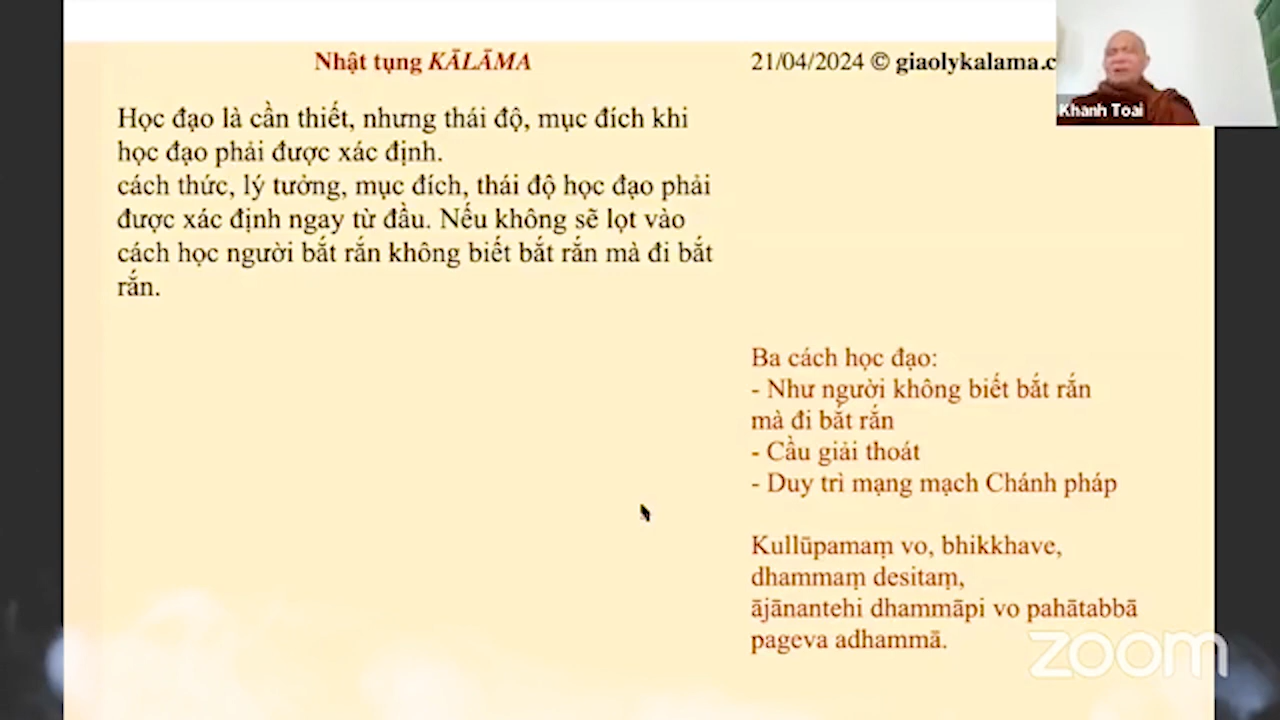 Nhật tụng KĀLĀMA
21/04/2024 © giaolykalama.c
Khanh Toai
Học đạo là cần thiết, nhưng thái độ, mục đích khi
học đạo phải được xác định.
cách thức, lý tưởng, mục đích, thái độ học đạo phải
được xác định ngay từ đầu. Nếu không sẽ lọt vào
cách học người bắt rắn không biết bắt rắn mà đi bắt
rắn.
Ba cách học đạo:
- Như người không biết bắt rắn
mà đi bắt rắn
- Cầu giải thoát
- Duy trì mạng mạch Chánh pháp
Kullūpamaṃ vo, bhikkhave,
dhammaṃ desitaṃ,
ājānantehi dhammāpi vo pahātabbā
pageva adhammā.
zoom